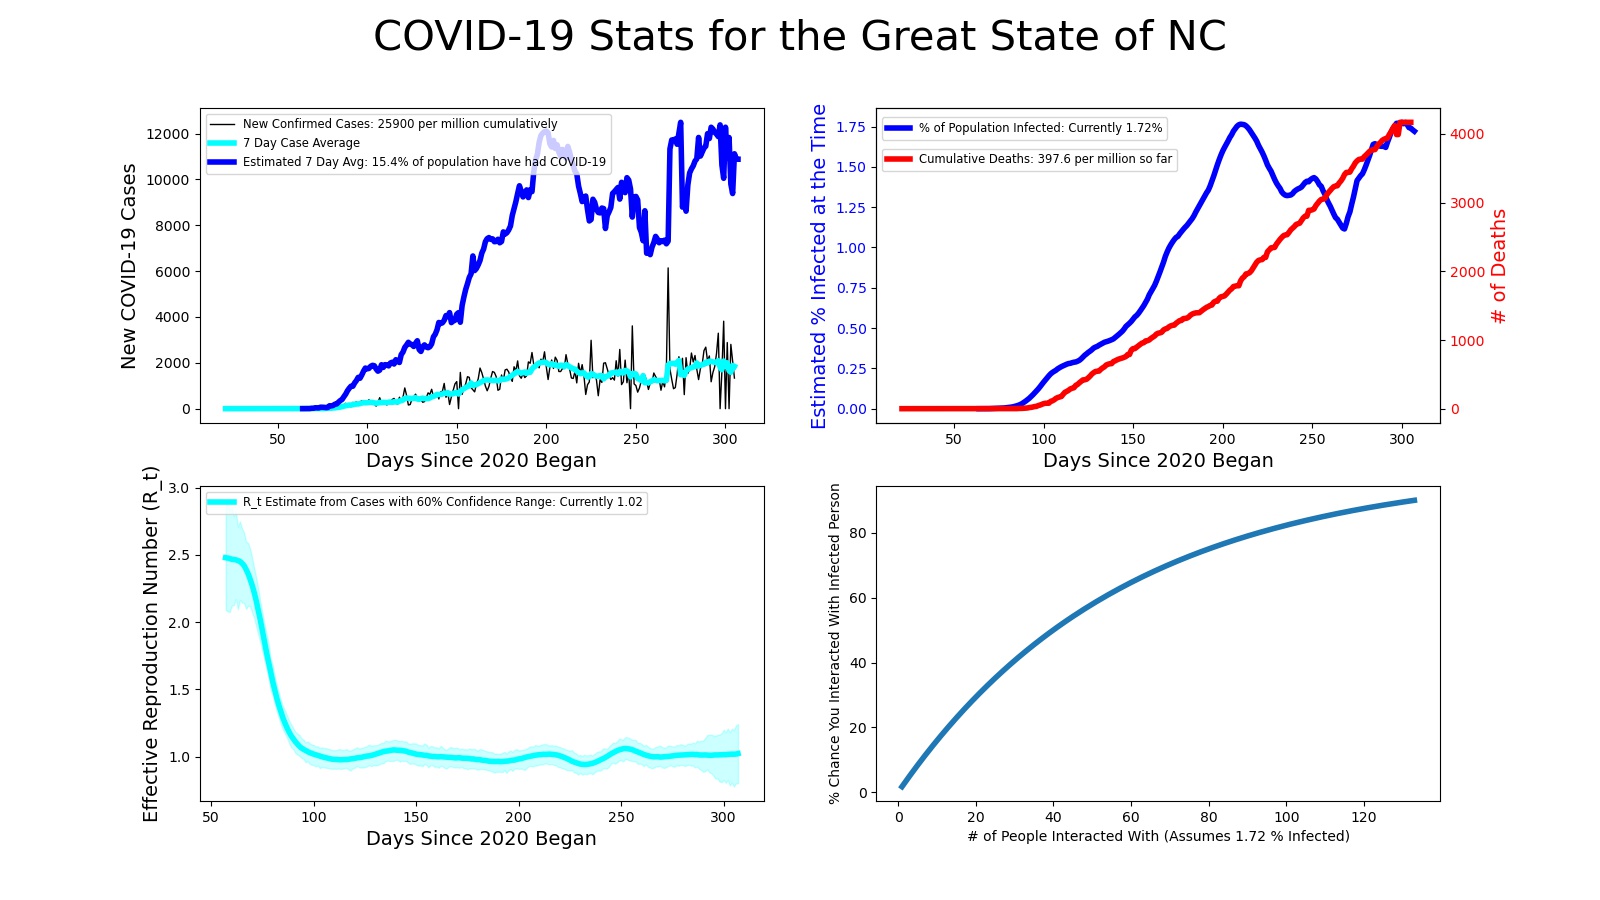 COVID-19 Stats for the Great State of NC
New COVID-19 Cases
12000
10000
8000
6000
4000
2000
0
New Confirmed Cases: 25900 per million cumulatively
7 Day Case Average
Estimated 7 Day Avg: 15.4% of population have had COVID-19
50 100 150 200 250 300
Days Since 2020 Began
Estimated % Infected at the Time
1.75
1.50
1.25
1.00
0.75
0.50
0.25
0.00
% of Population Infected: Currently 1.72%
Cumulative Deaths: 397.6 per million so far
4000
3000
2000
1000
0
# of Deaths
50 100 150 200 250 300
Days Since 2020 Began
Effective Reproduction Number (R_t)
3.0
2.5
2.0
1.5
1.0
R_t Estimate from Cases with 60% Confidence Range: Currently 1.02
50 100 150 200 250 300
Days Since 2020 Began
% Chance You Interacted With Infected Person
80
60
40
20
0
0 20 40 60 80 100 120
# of People Interacted With (Assumes 1.72 % Infected)